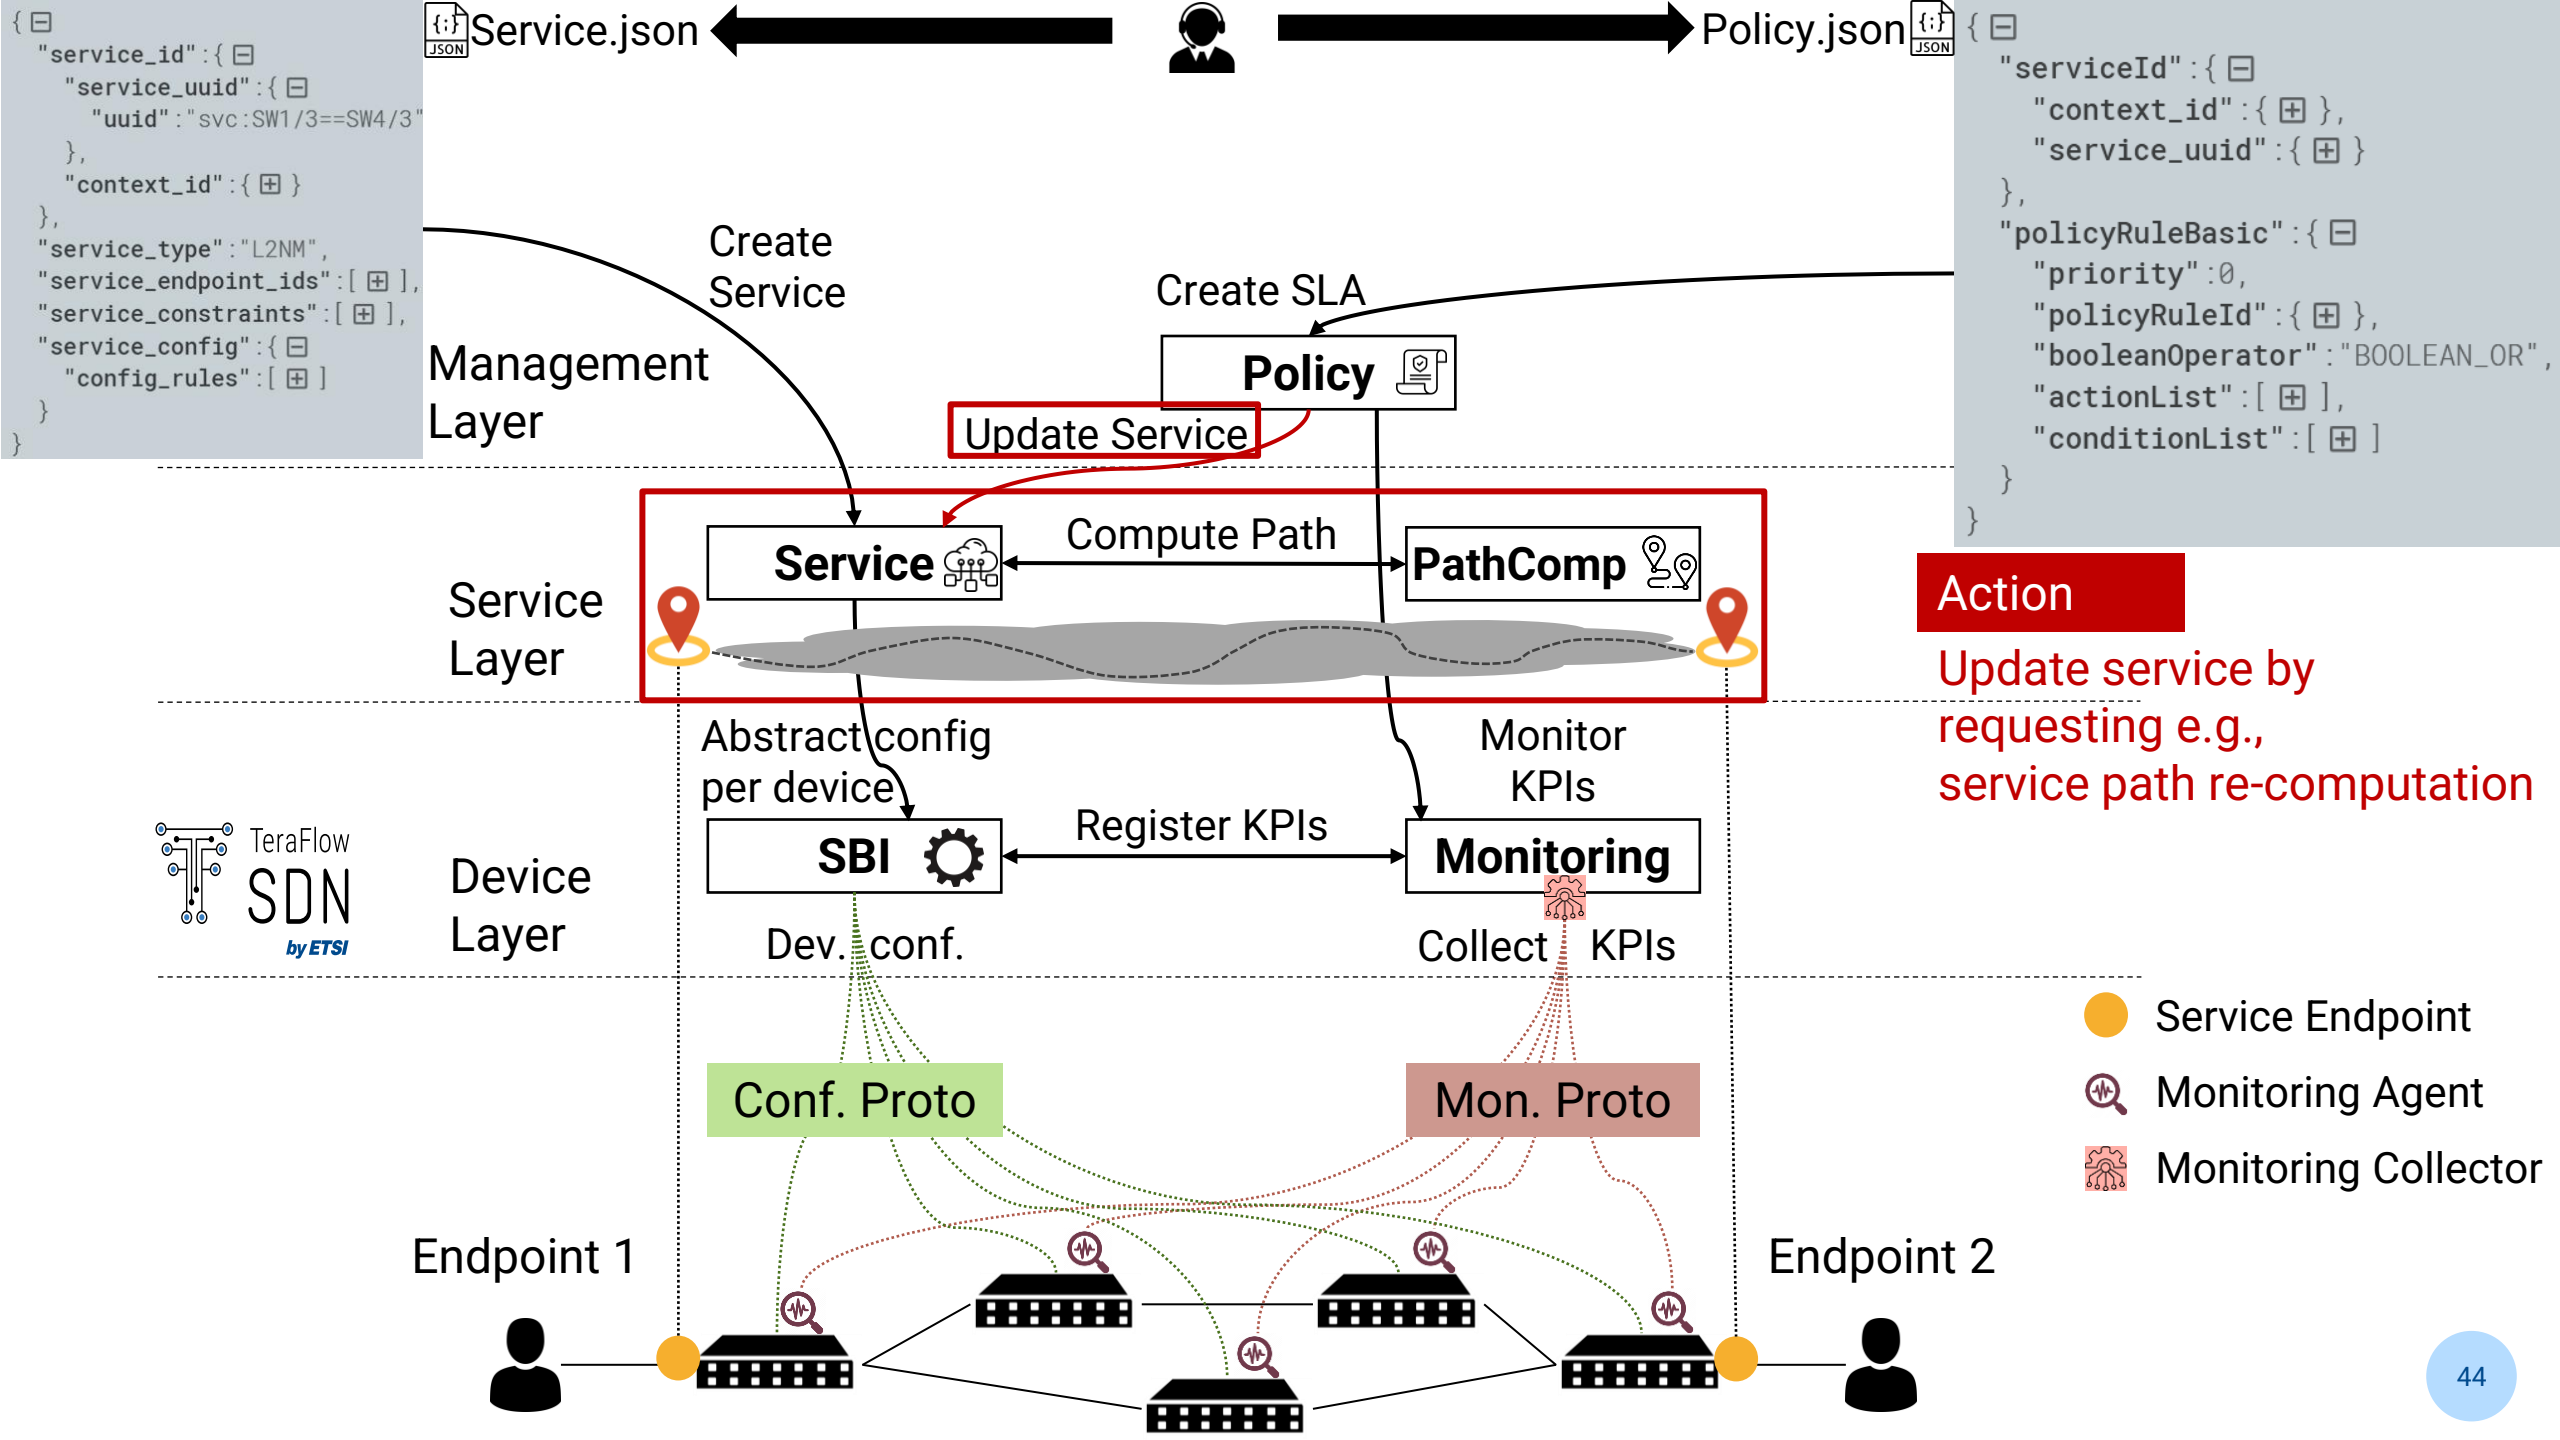 {
"service_id":{
"service_uuid":{
"uuid":"svc:SW1/3==SW4/3"
},
"context_id":{ }
},
"service_type":"L2NM",
"service_endpoint_ids":[ ],
"service_constraints":[ ],
"service_config":{
"config_rules":[ ]
}
}
{;}
JSON
Service.json
Policy.json
{;}
JSON
{
"serviceId":{
"context_id":{ },
"service_uuid":{ }
},
"policyRuleBasic":{
"priority":0,
"policyRuleId":{ },
"booleanOperator":"BOOLEAN_OR",
"actionList":[ ],
"conditionList":[ ]
}
}
Create
Service
Create SLA
Management
Layer
Policy
Update Service
Service
Compute Path
PathComp
Service
Layer
Action
Update service by
requesting e.g.,
service path re-computation
Abstract config
per device
Monitor
KPIs
TeraFlow
SDN
by ETSI
Device
Layer
SBI
Register KPIs
Monitoring
Dev. conf.
Collect KPIs
Conf. Proto
Mon. Proto
Service Endpoint
Monitoring Agent
Monitoring Collector
Endpoint 1
Endpoint 2
44